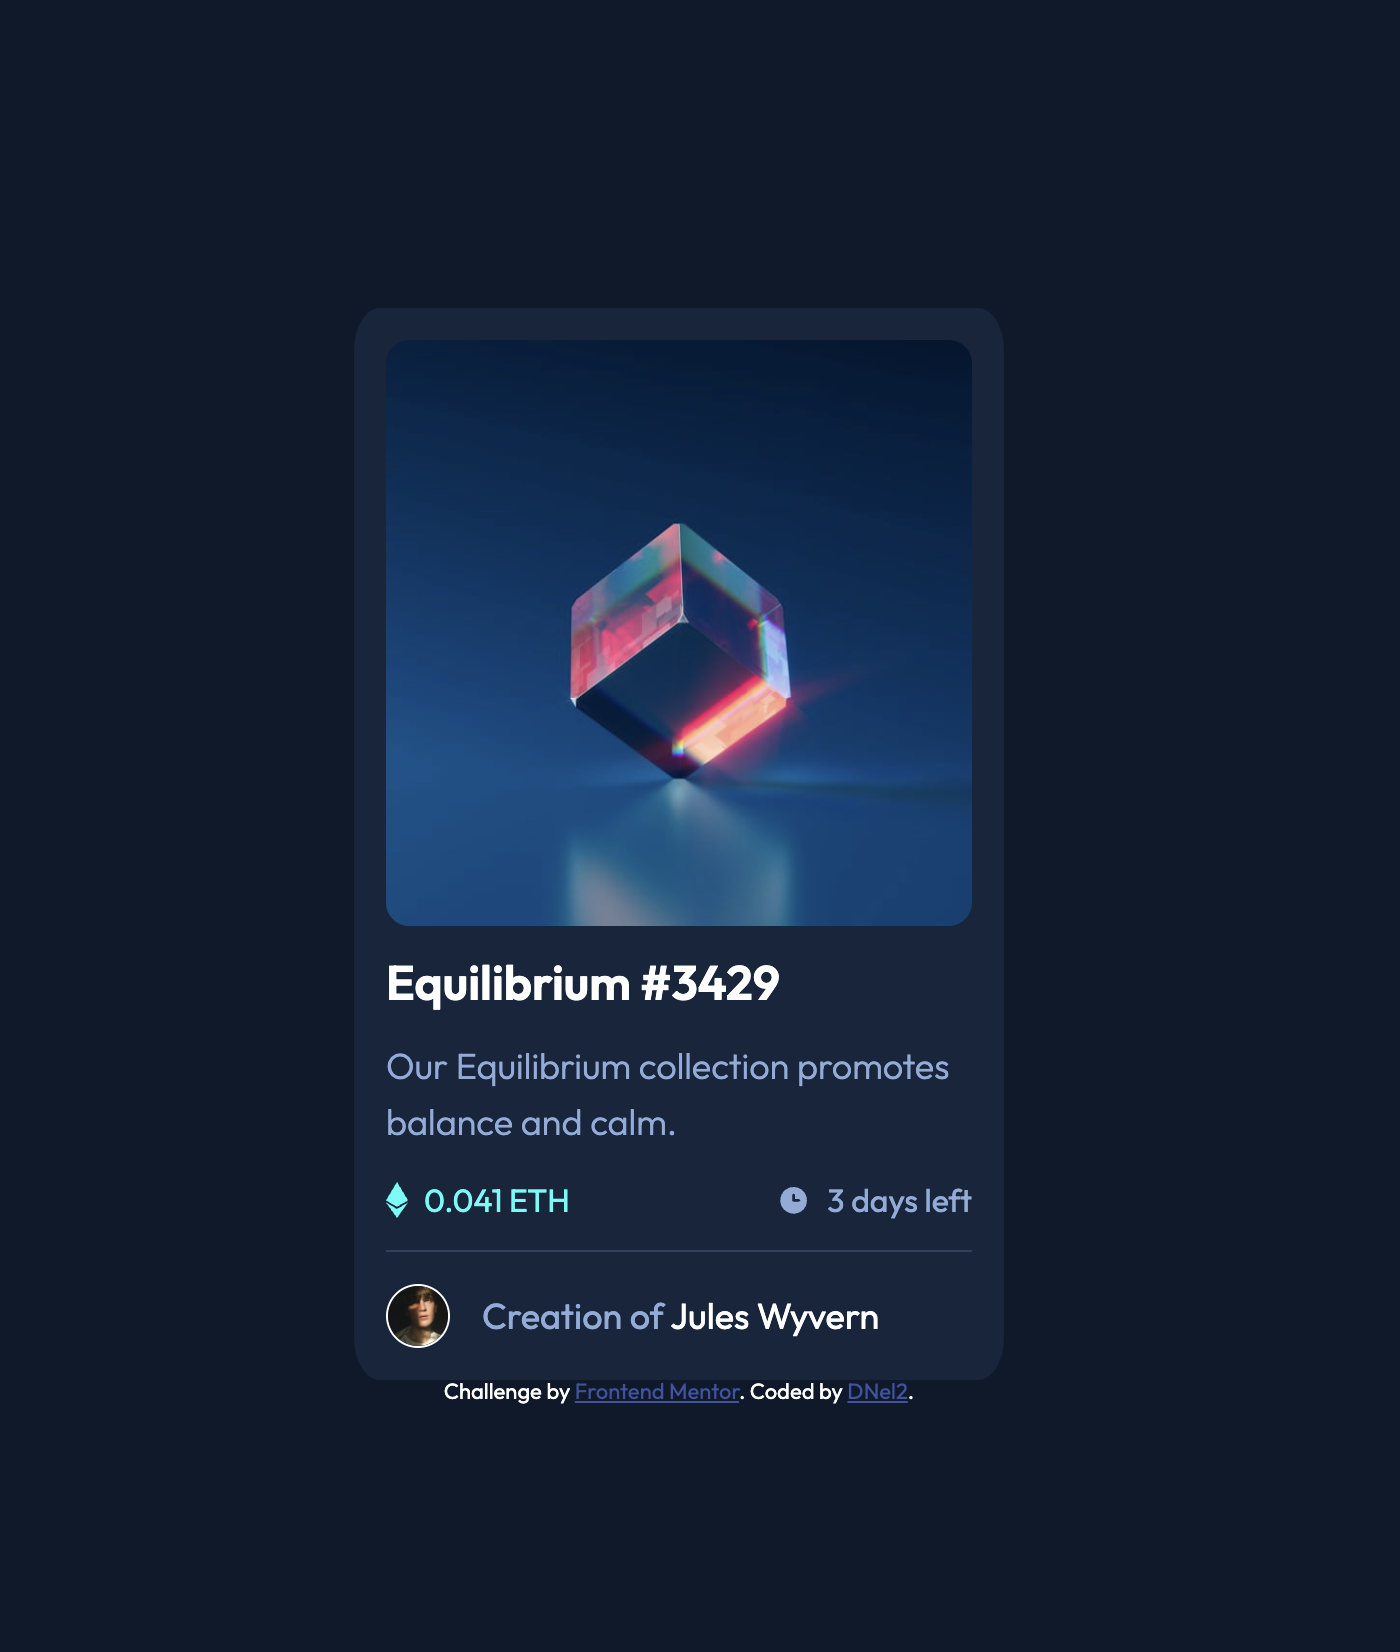 Equilibrium #3429
Our Equilibrium collection promotes
balance and calm.
0.041 ETH 3 days left
Creation of Jules Wyvern
Challenge by Frontend Mentor. Coded by DNel2.